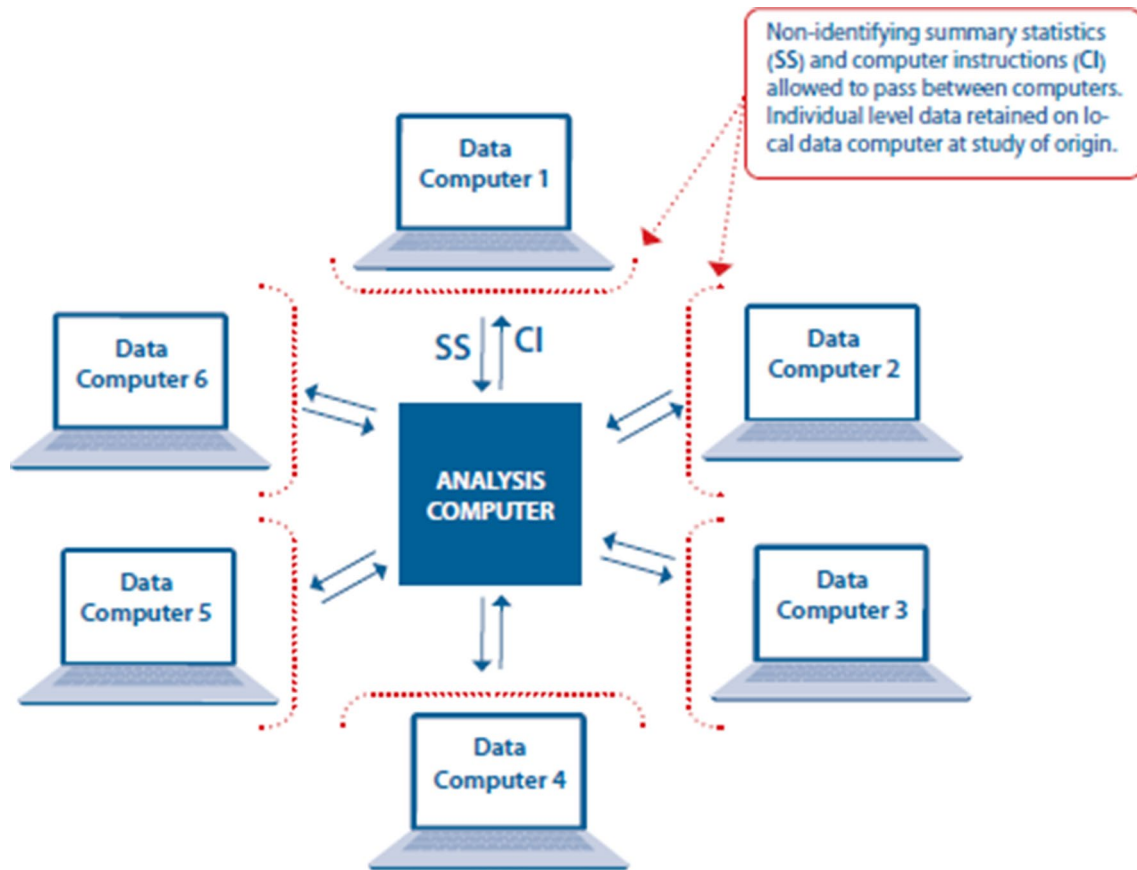 Non-identifying summary statistics
(SS) and computer instructions (CI)
allowed to pass between computers.
Individual level data retained on lo-
cal data computer at study of origin.
Data
Computer 1
Data
Computer 6
SS
CI
Data
Computer 2
ANALYSIS
COMPUTER
Data
Computer 5
Data
Computer 3
Data
Computer 4